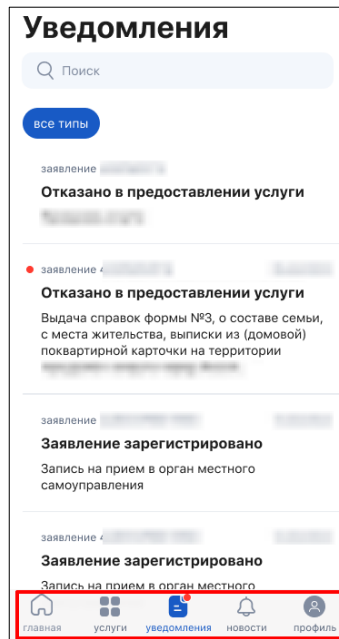 Уведомления
Поиск
все типы
заявление
Отказано в предоставлении услуги
заявление
Отказано в предоставлении услуги
Выдача справок формы №3, о составе семьи,
с места жительства, выписки из (домовой)
поквартирной карточки на территории
заявление
Заявление зарегистрировано
Запись на прием в орган местного
самоуправления
заявление
Заявление зарегистрировано
Запись на прием в орган местного
главная услуги уведомления новости профиль